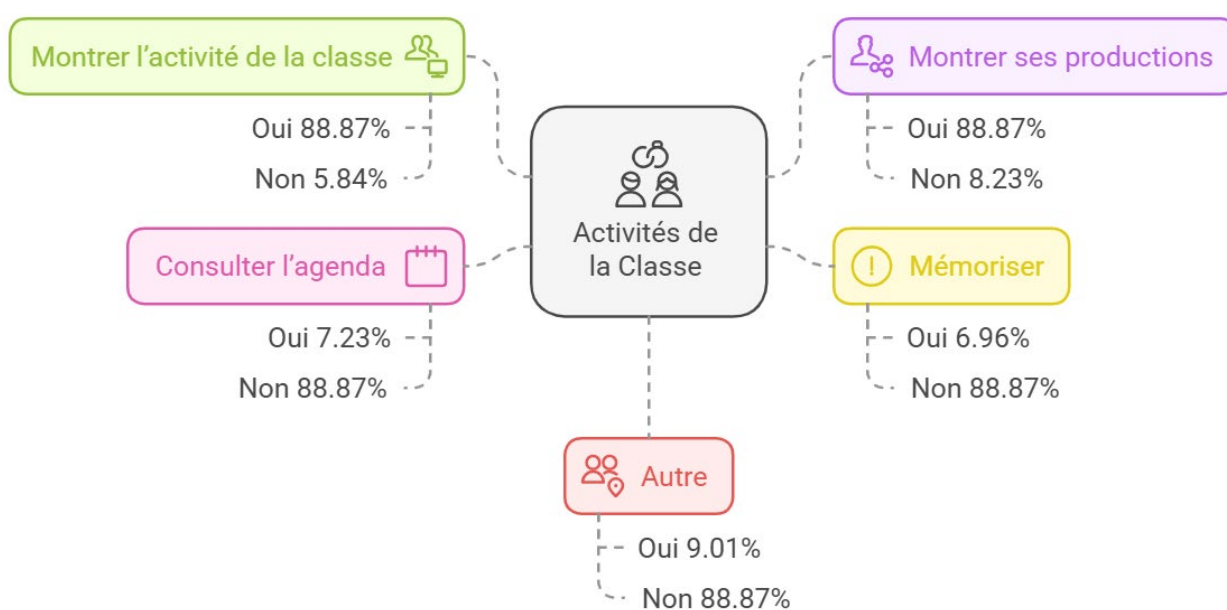 Montrer l’activité de la classe
Oui 88.87%
Non 5.84%
Consulter l’agenda
Oui 7.23%
Non 88.87%
Activités de
la Classe
Montrer ses productions
Oui 88.87%
Non 8.23%
Mémoriser
Oui 6.96%
Non 88.87%
Autre
Oui 9.01%
Non 88.87%